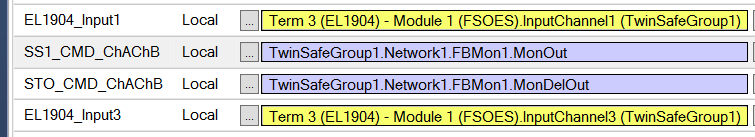 EL1904_Input1 Local ... Term 3 (EL1904) - Module 1 (FSOES).InputChannel1 (TwinSafeGroup1)
SS1_CMD_ChAChB Local ... TwinSafeGroup1.Network1.FBMon1.MonOut
STO_CMD_ChAChB Local ... TwinSafeGroup1.Network1.FBMon1.MonDelOut
EL1904_Input3 Local ... Term 3 (EL1904) - Module 1 (FSOES).InputChannel3 (TwinSafeGroup1)